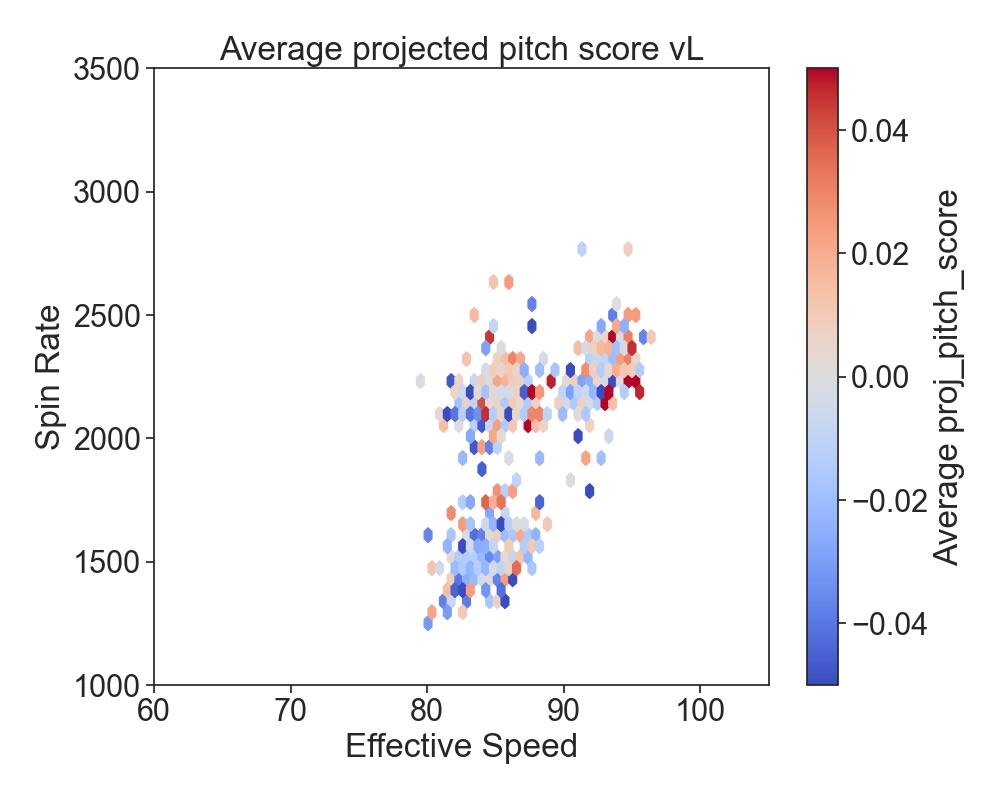 Average projected pitch score vL
3500
3000
2500
2000
1500
1000
Spin Rate
60 70 80 90 100
Effective Speed
0.04
0.02
0.00
−0.02
−0.04
Average proj_pitch_score